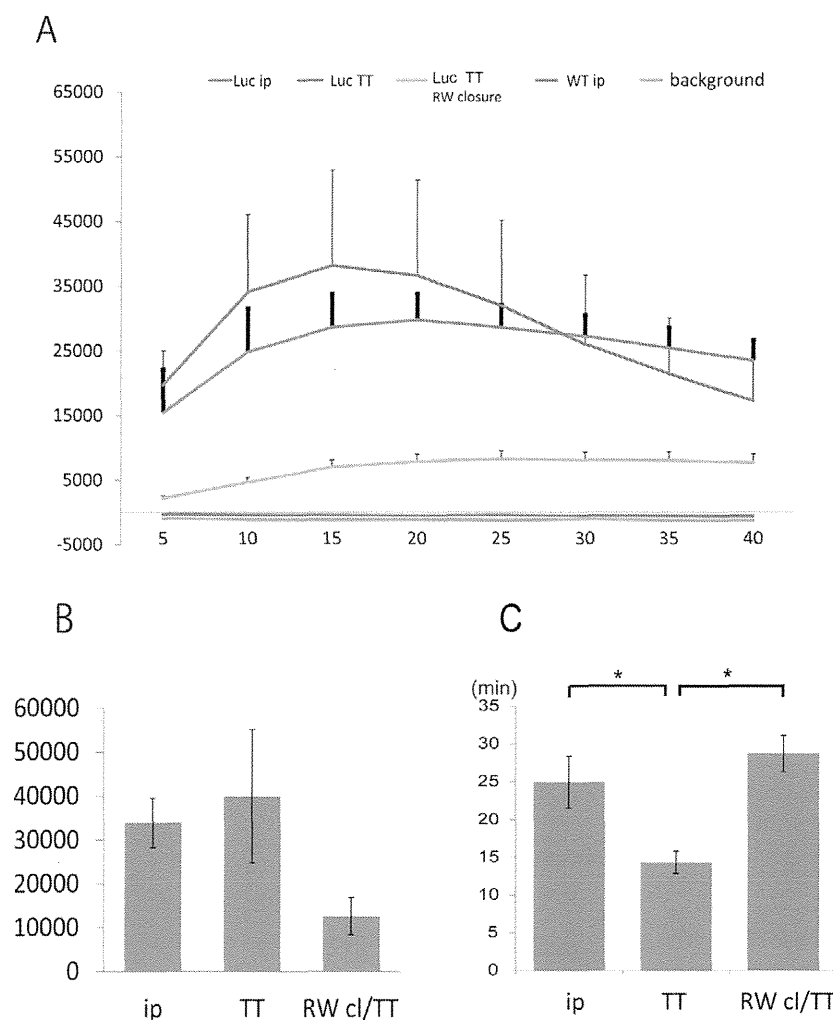 A
Luc ip Luc TT Luc TT WT ip background
RW closure
65000
55000
45000
35000
25000
15000
5000
-5000
5 10 15 20 25 30 35 40
B
60000
50000
40000
30000
20000
10000
0
ip TT RW cl/TT
C
(min)
* *
35
30
25
20
15
10
5
0
ip TT RW cl/TT